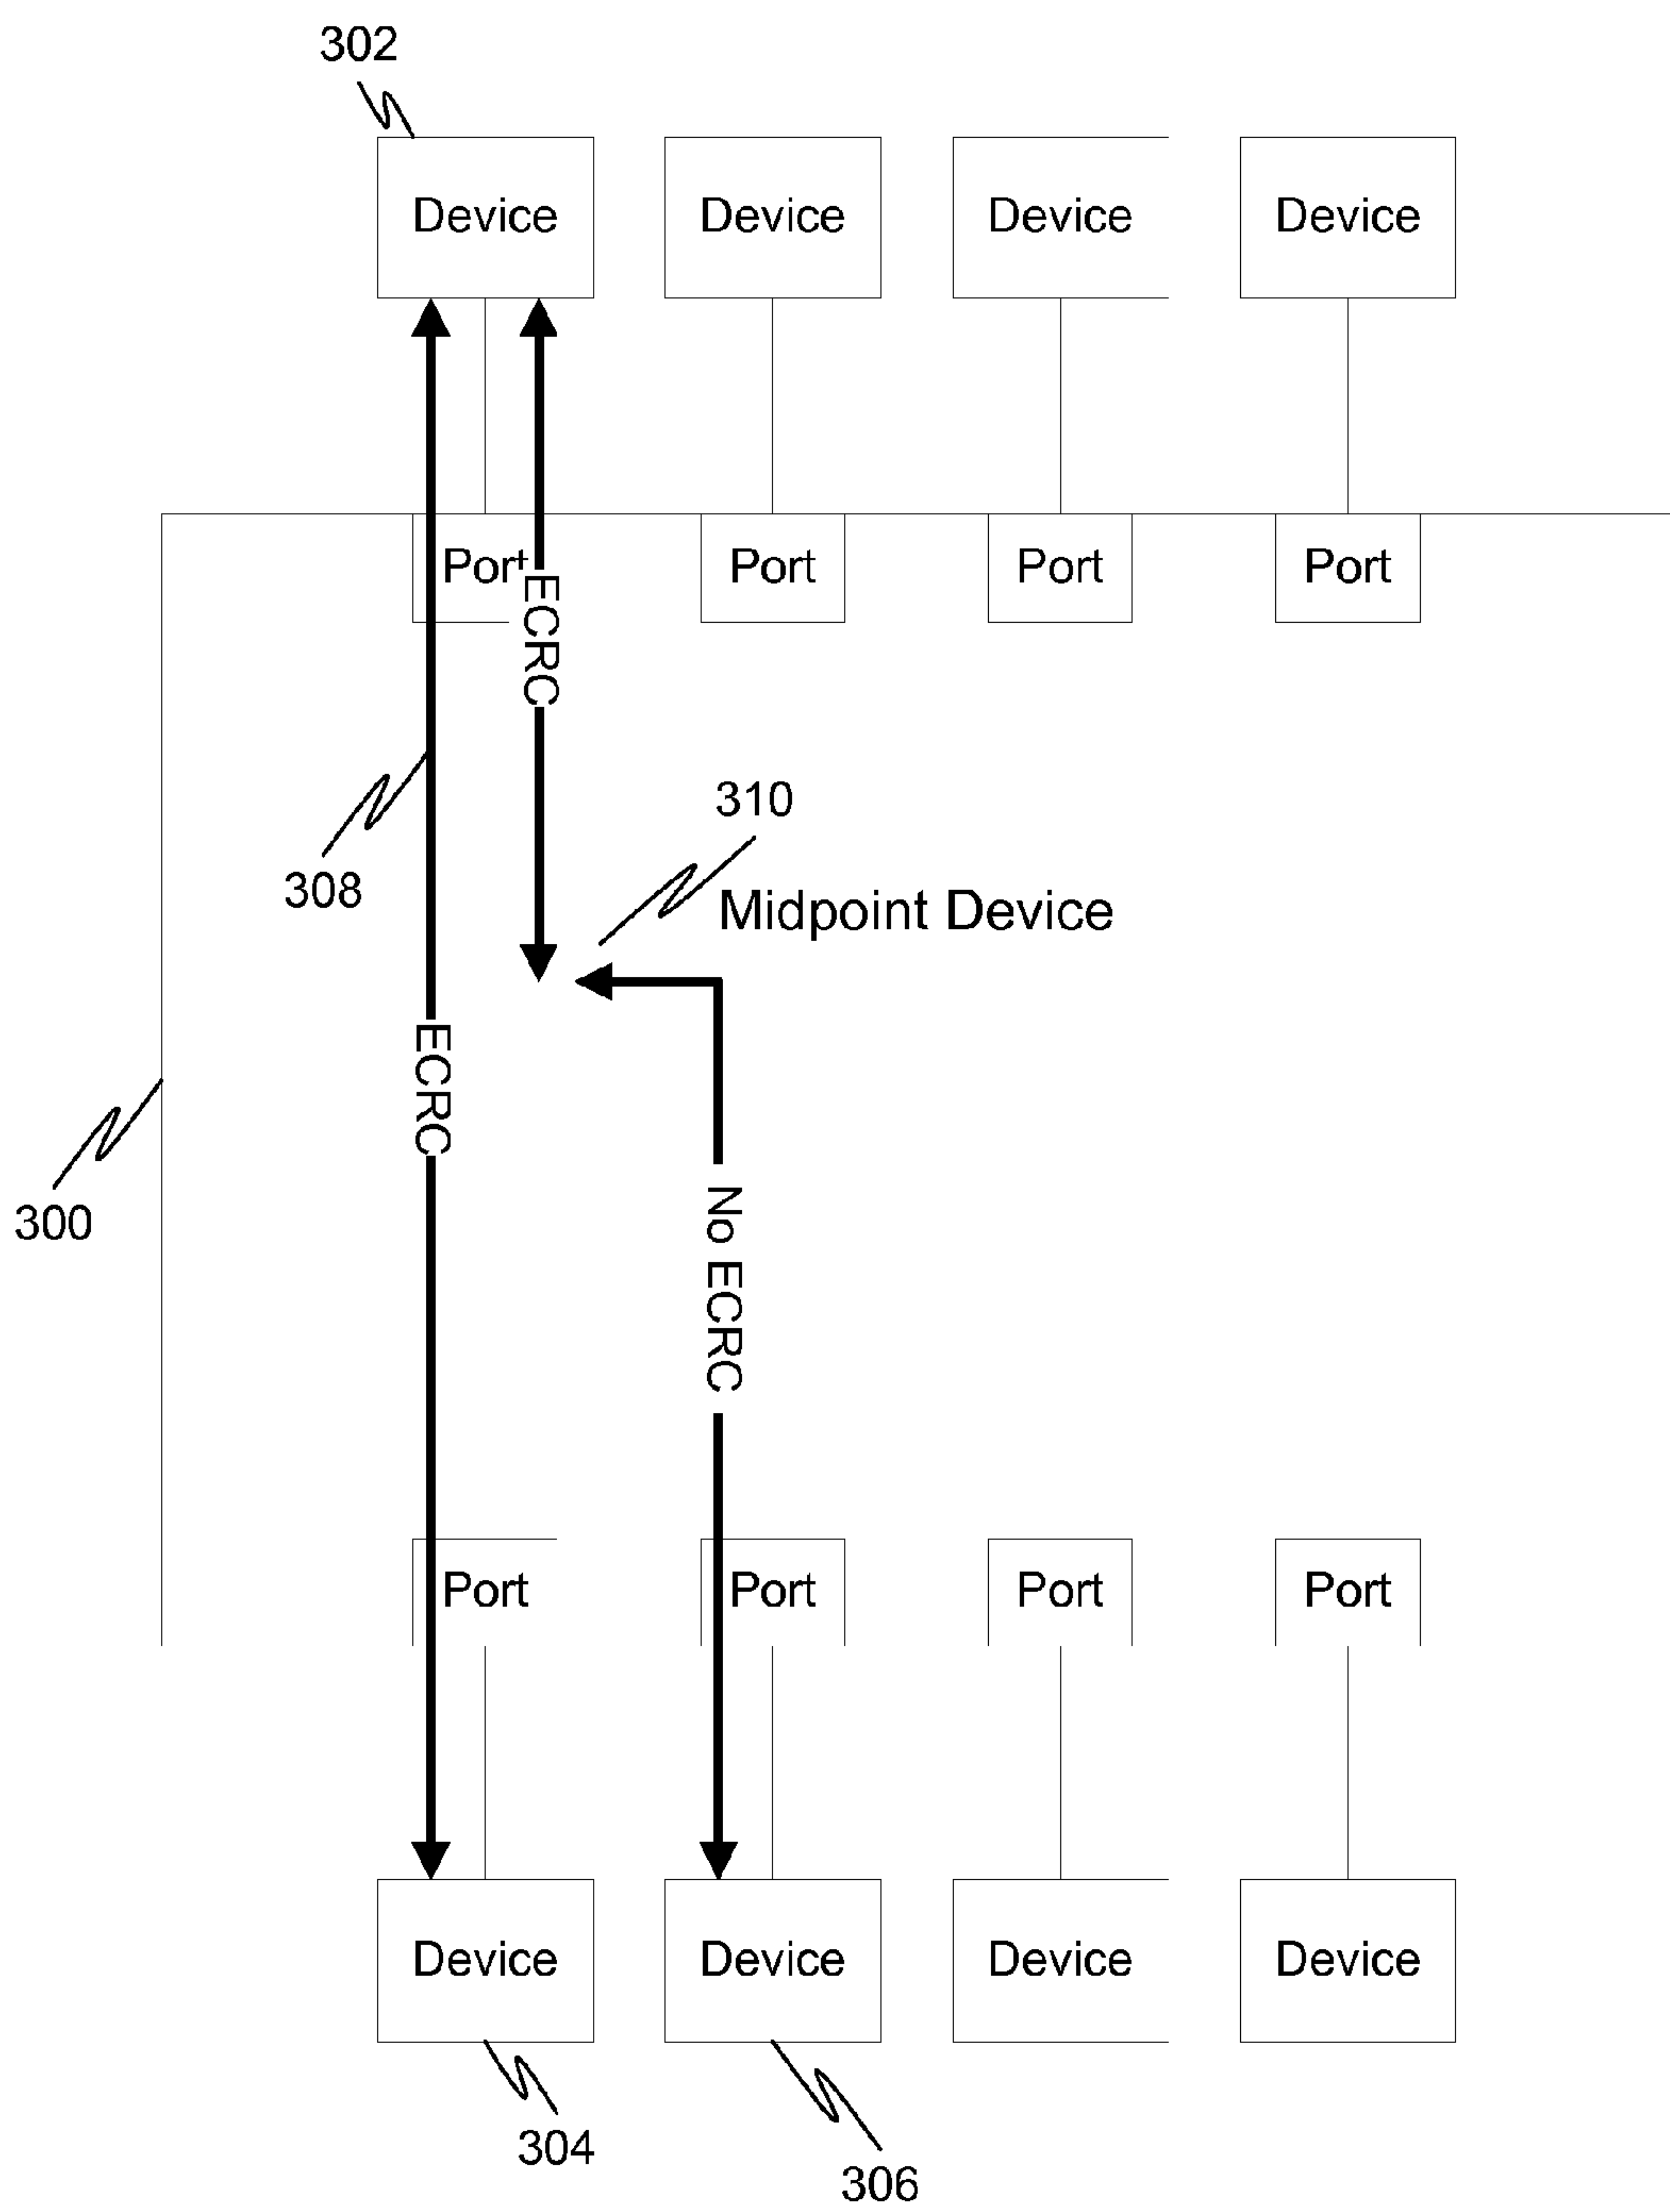 302
Device Device Device Device
Port Port Port Port
ECRC
310
308
Midpoint Device
ECRC
300
No ECRC
Port Port Port Port
Device Device Device Device
304
306